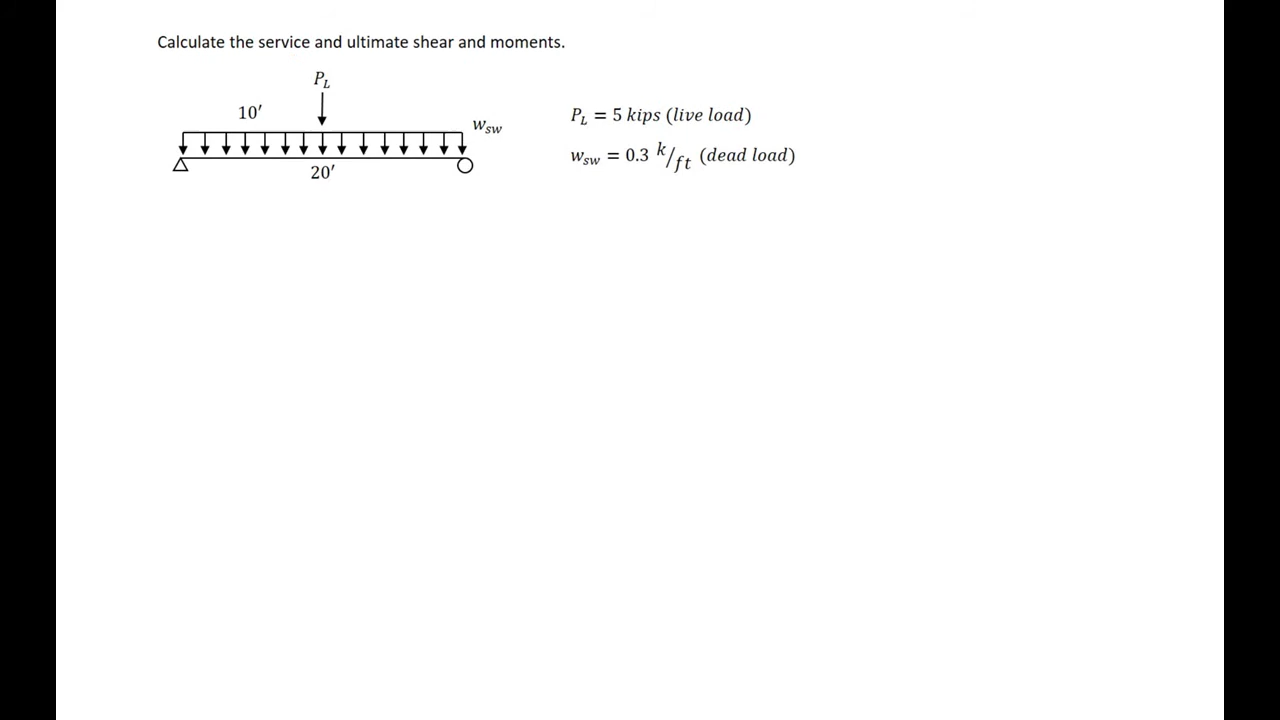 Calculate the service and ultimate shear and moments.
P_L
10′
w_sw
20′
P_L = 5 kips (live load)
w_sw = 0.3 k/ft (dead load)